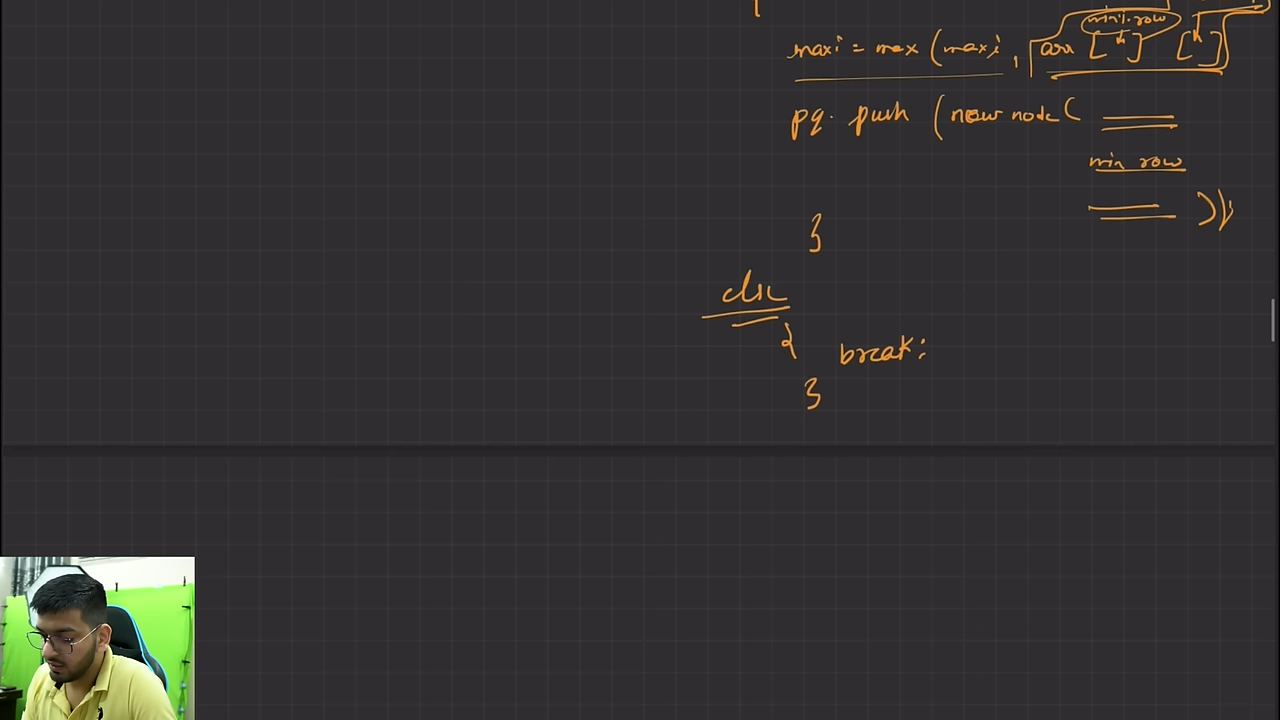 mini.row
maxi = max (maxi, arr [ ] [ ]
pq. push (new node (
min row
));
}
else
{ break;
}